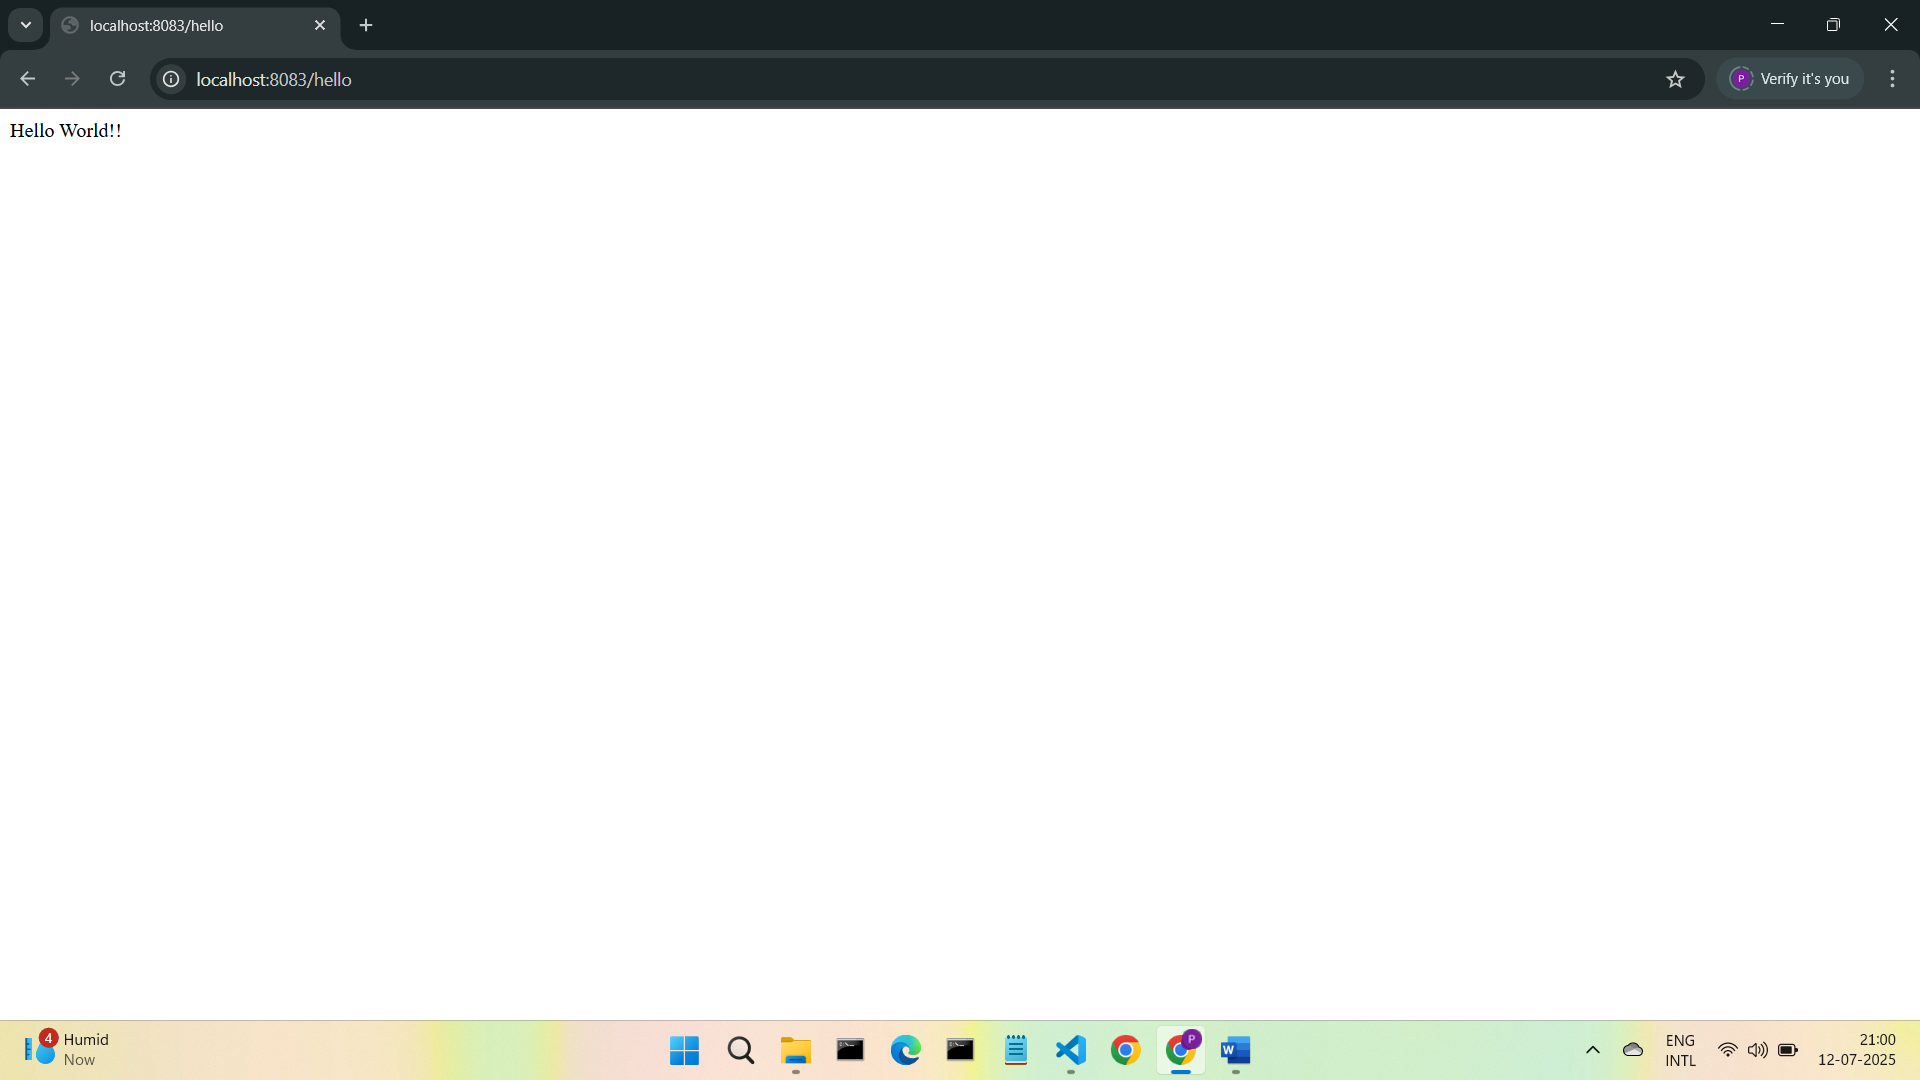 localhost:8083/hello
localhost:8083/hello
P Verify it's you
Hello World!!
4
Humid
Now
P
W
ENG
INTL
21:00
12-07-2025